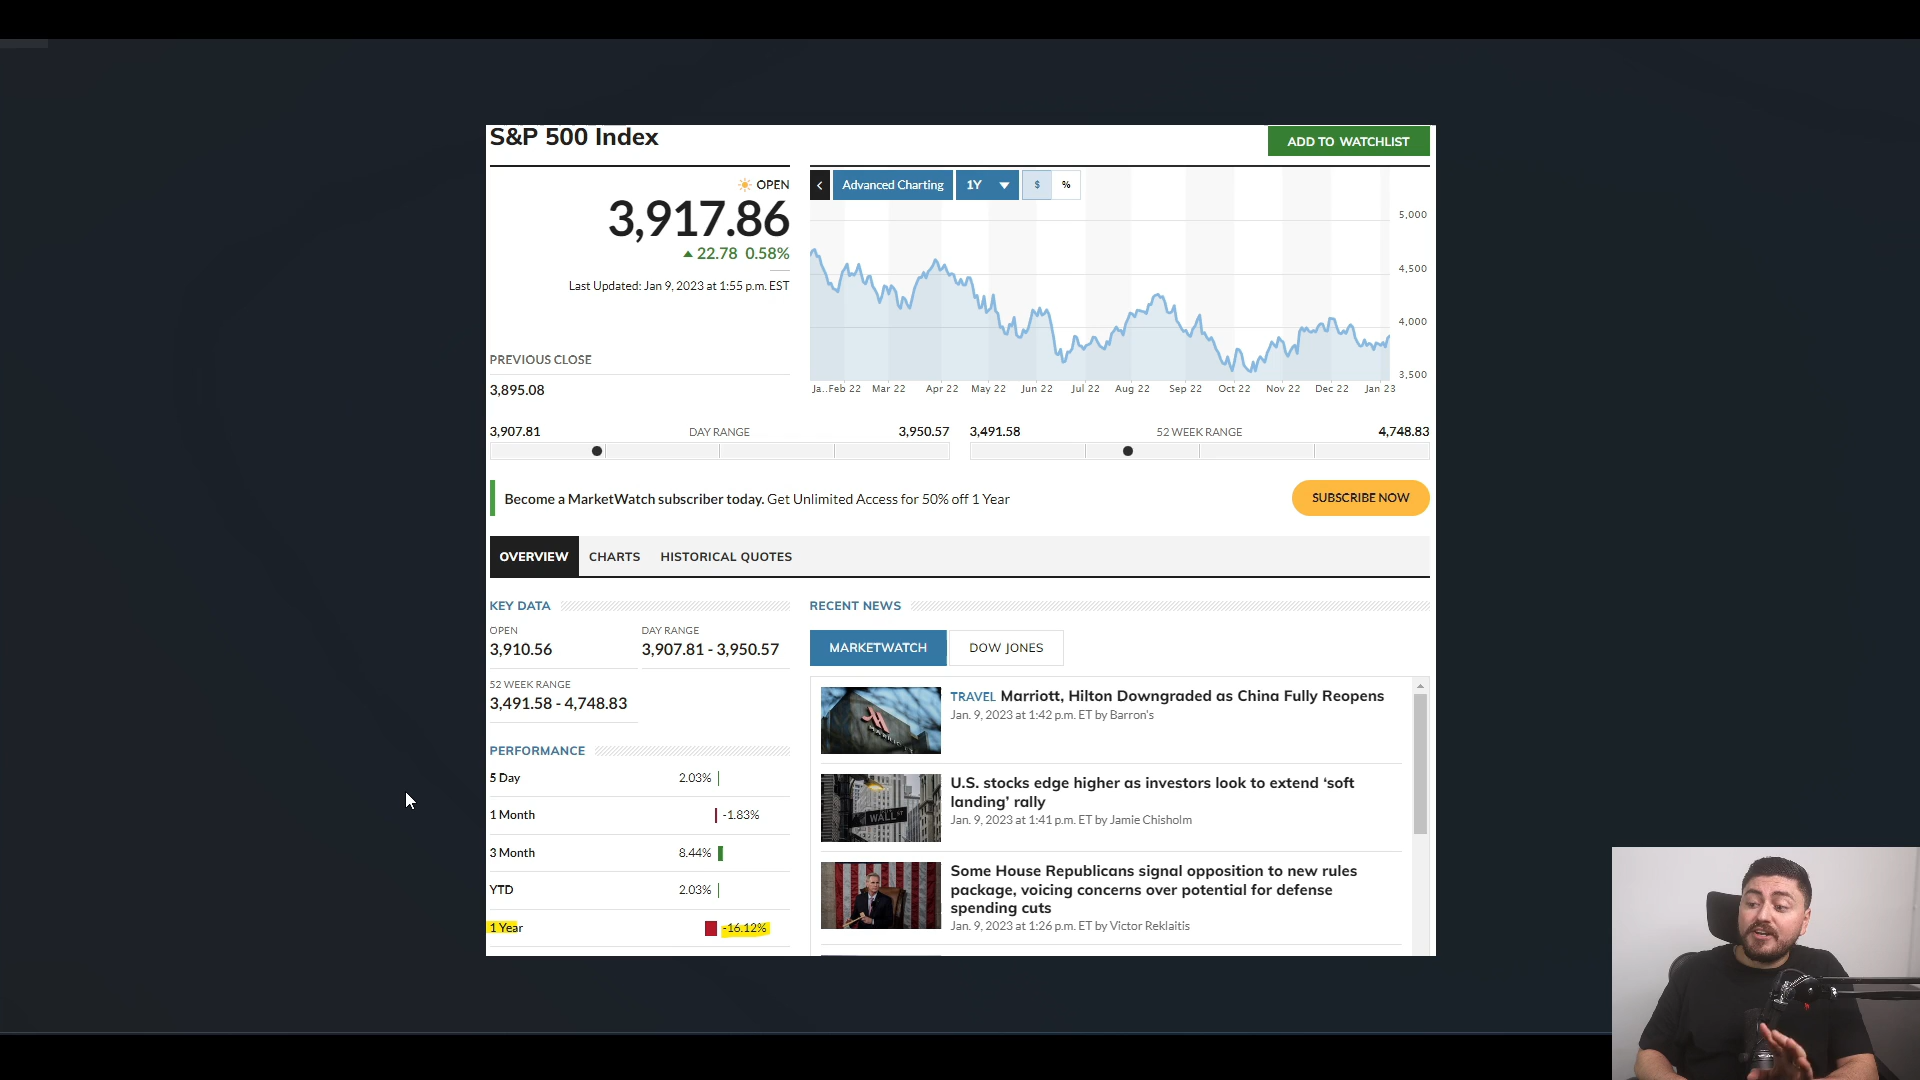 S&P 500 Index
ADD TO WATCHLIST
OPEN
3,917.86
22.78 0.58%
Last Updated: Jan 9, 2023 at 1:55 p.m. EST
PREVIOUS CLOSE
3,895.08
Advanced Charting 1Y $ %
5,000
4,500
4,000
3,500
Ja.. Feb 22 Mar 22 Apr 22 May 22 Jun 22 Jul 22 Aug 22 Sep 22 Oct 22 Nov 22 Dec 22 Jan 23
3,907.81 DAY RANGE 3,950.57
3,491.58 52 WEEK RANGE 4,748.83
Become a MarketWatch subscriber today. Get Unlimited Access for 50% off 1 Year
SUBSCRIBE NOW
OVERVIEW CHARTS HISTORICAL QUOTES
KEY DATA
OPEN
3,910.56
DAY RANGE
3,907.81 - 3,950.57
52 WEEK RANGE
3,491.58 - 4,748.83
PERFORMANCE
5 Day 2.03%
1 Month -1.83%
3 Month 8.44%
YTD 2.03%
1 Year -16.12%
RECENT NEWS
MARKETWATCH DOW JONES
TRAVEL Marriott, Hilton Downgraded as China Fully Reopens
Jan. 9, 2023 at 1:42 p.m. ET by Barron's
U.S. stocks edge higher as investors look to extend ‘soft
landing’ rally
Jan. 9, 2023 at 1:41 p.m. ET by Jamie Chisholm
WALL ST
Some House Republicans signal opposition to new rules
package, voicing concerns over potential for defense
spending cuts
Jan. 9, 2023 at 1:26 p.m. ET by Victor Reklaitis